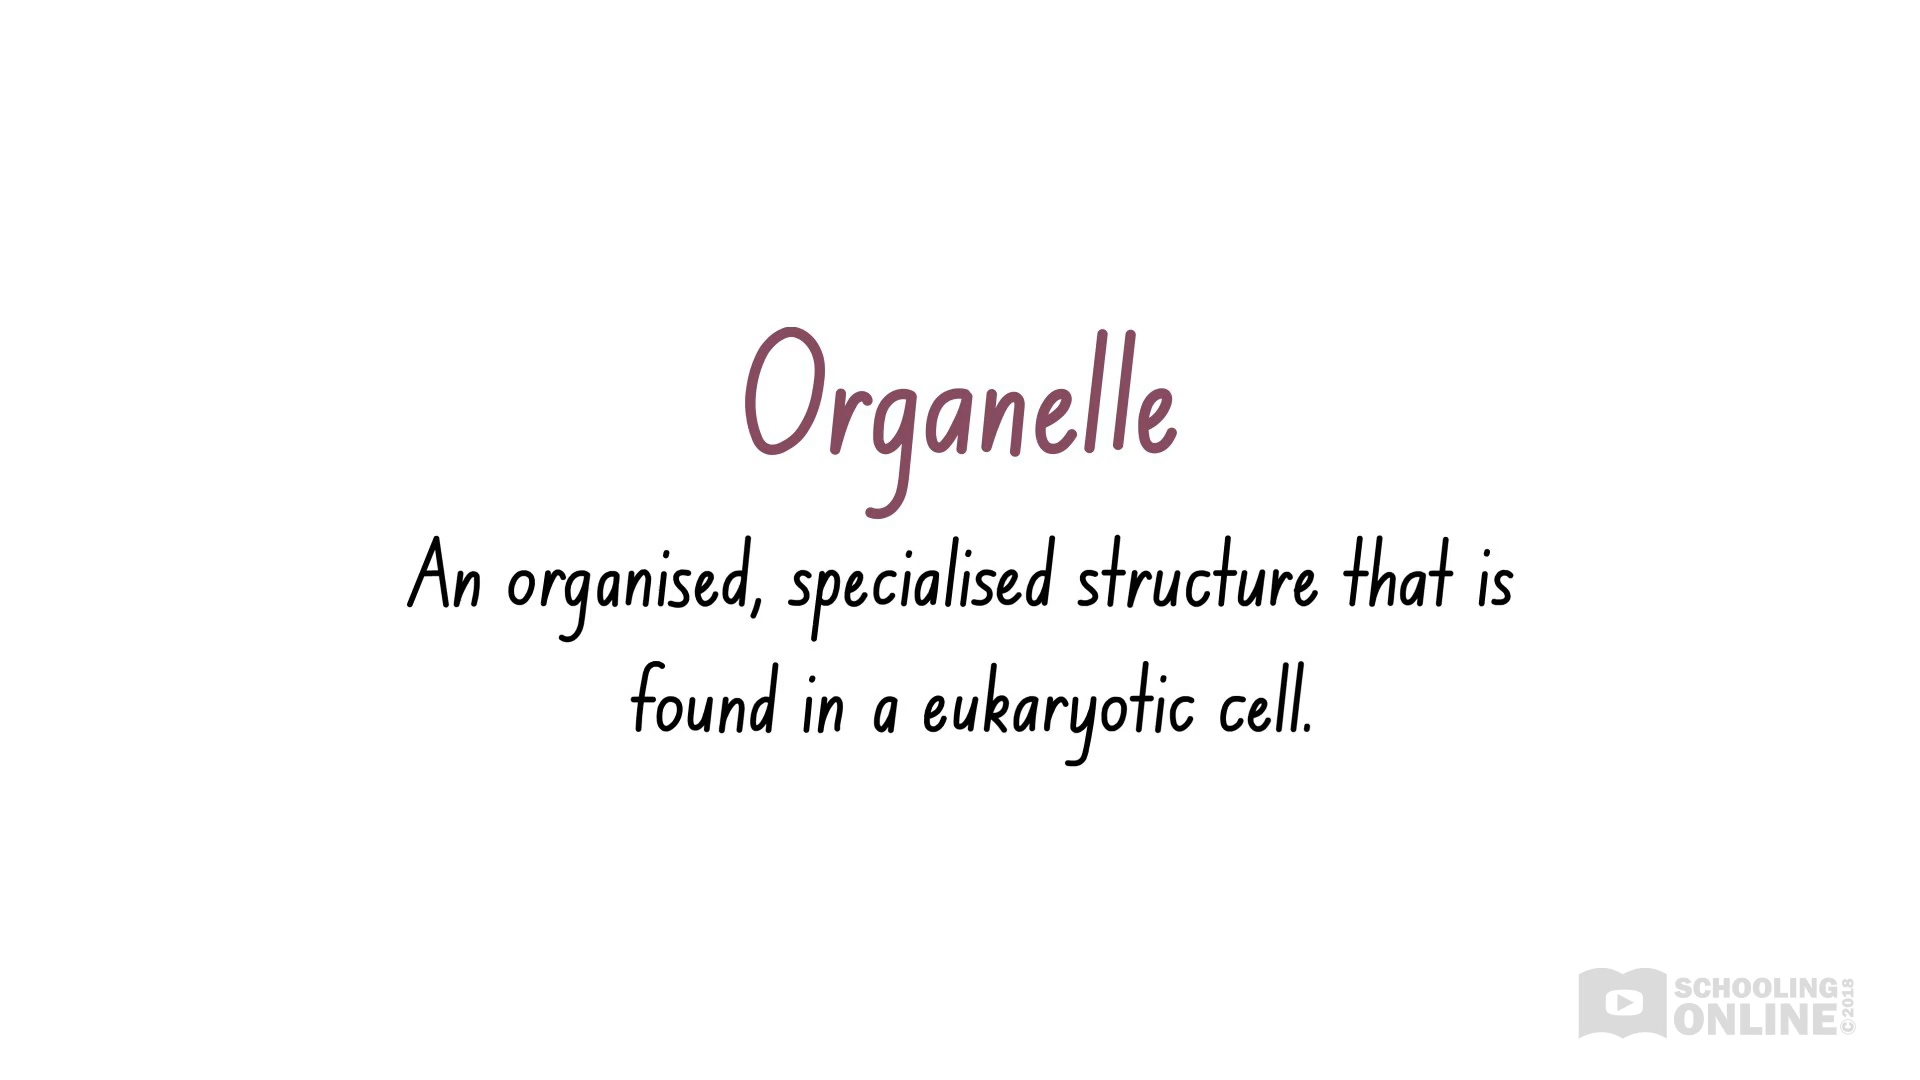 Organelle
An organised, specialised structure that is
found in a eukaryotic cell.
SCHOOLING
ONLINE
©2018